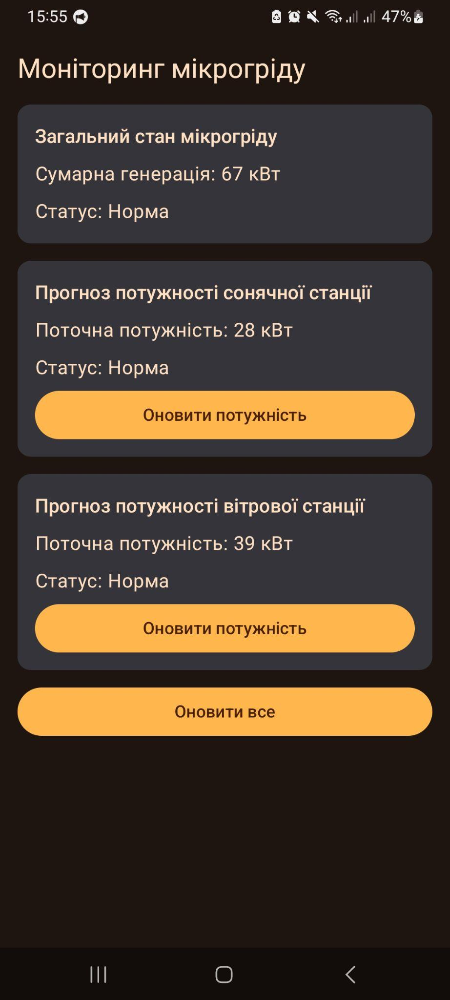 15:55
47%
Моніторинг мікрогріду
Загальний стан мікрогріду
Сумарна генерація: 67 кВт
Статус: Норма
Прогноз потужності сонячної станції
Поточна потужність: 28 кВт
Статус: Норма
Оновити потужність
Прогноз потужності вітрової станції
Поточна потужність: 39 кВт
Статус: Норма
Оновити потужність
Оновити все